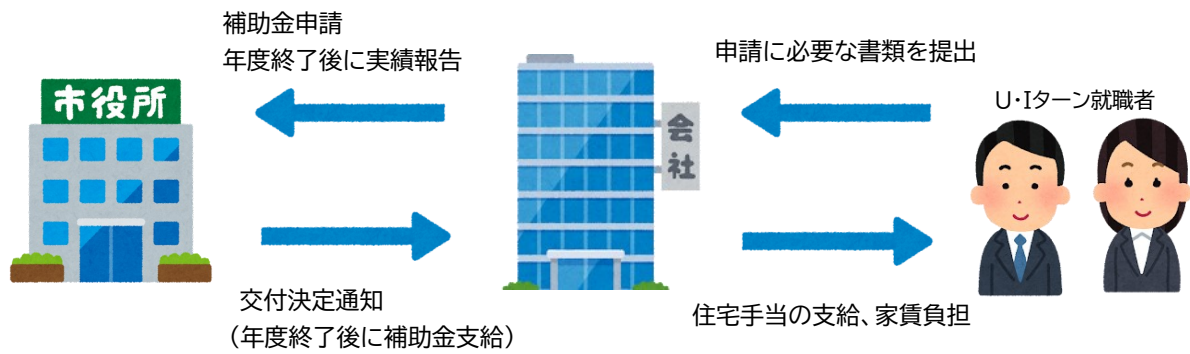 補助金申請
年度終了後に実績報告
申請に必要な書類を提出
市役所
会社
U・Iターン就職者
交付決定通知
（年度終了後に補助金支給）
住宅手当の支給、家賃負担